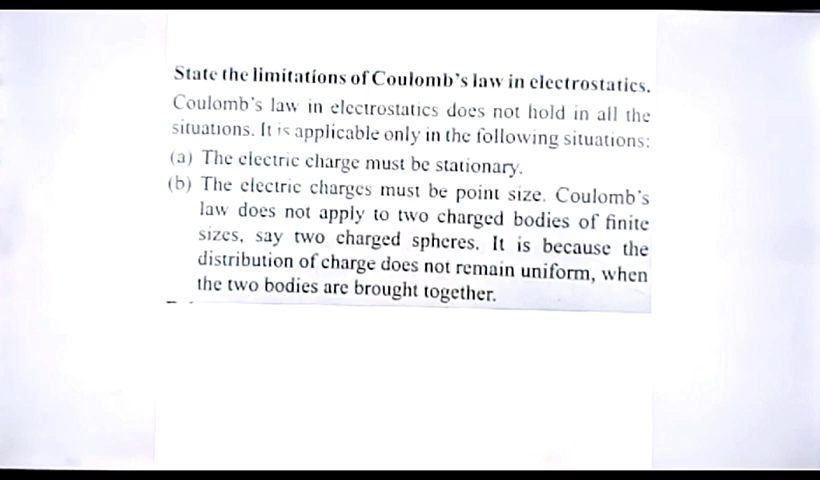 State the limitations of Coulomb's law in electrostatics.
Coulomb's law in electrostatics does not hold in all the
situations. It is applicable only in the following situations:
(a) The electric charge must be stationary.
(b) The electric charges must be point size. Coulomb's
law does not apply to two charged bodies of finite
sizes, say two charged spheres. It is because the
distribution of charge does not remain uniform, when
the two bodies are brought together.